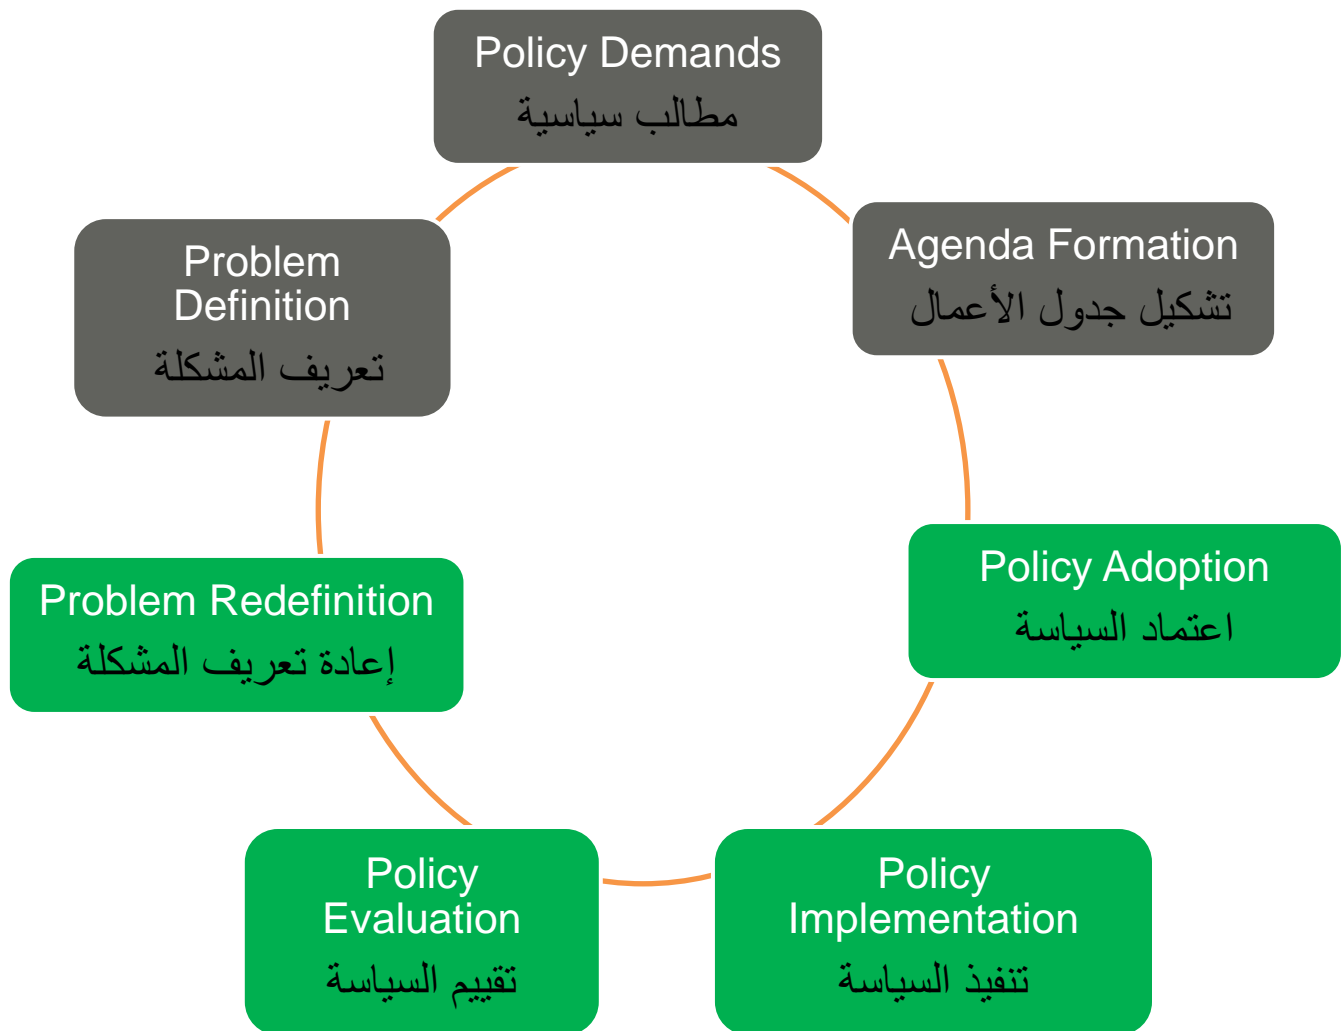 Policy Demands
مطالب سياسية
Agenda Formation
تشكيل جدول الأعمال
Problem
Definition
تعريف المشكلة
Policy Adoption
اعتماد السياسة
Problem Redefinition
إعادة تعريف المشكلة
Policy
Implementation
تنفيذ السياسة
Policy
Evaluation
تقييم السياسة